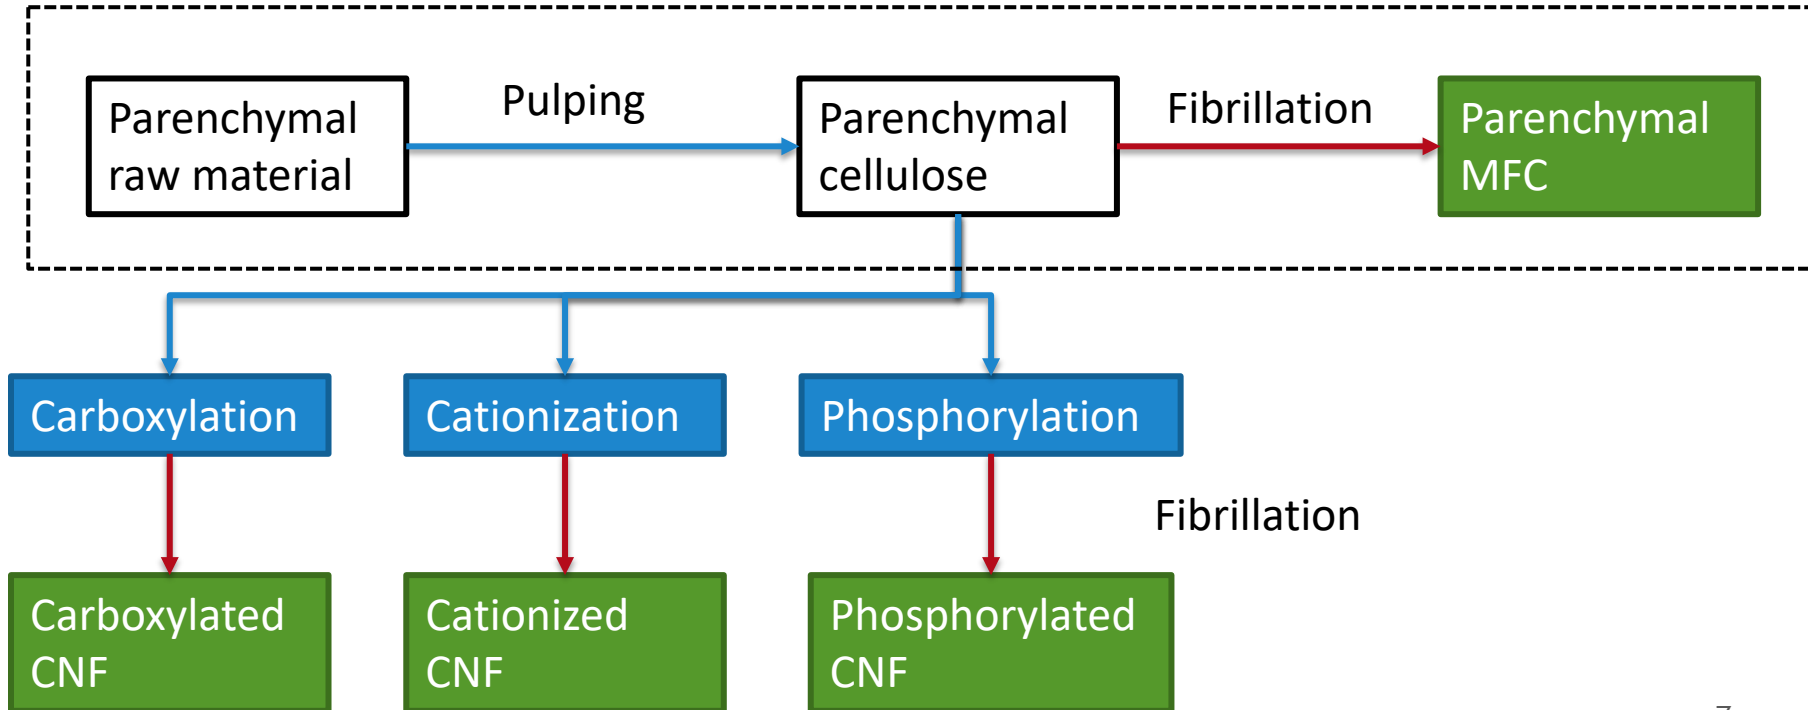 Parenchymal
raw material
Pulping
Parenchymal
cellulose
Fibrillation
Parenchymal
MFC
Carboxylation
Cationization
Phosphorylation
Fibrillation
Carboxylated
CNF
Cationized
CNF
Phosphorylated
CNF